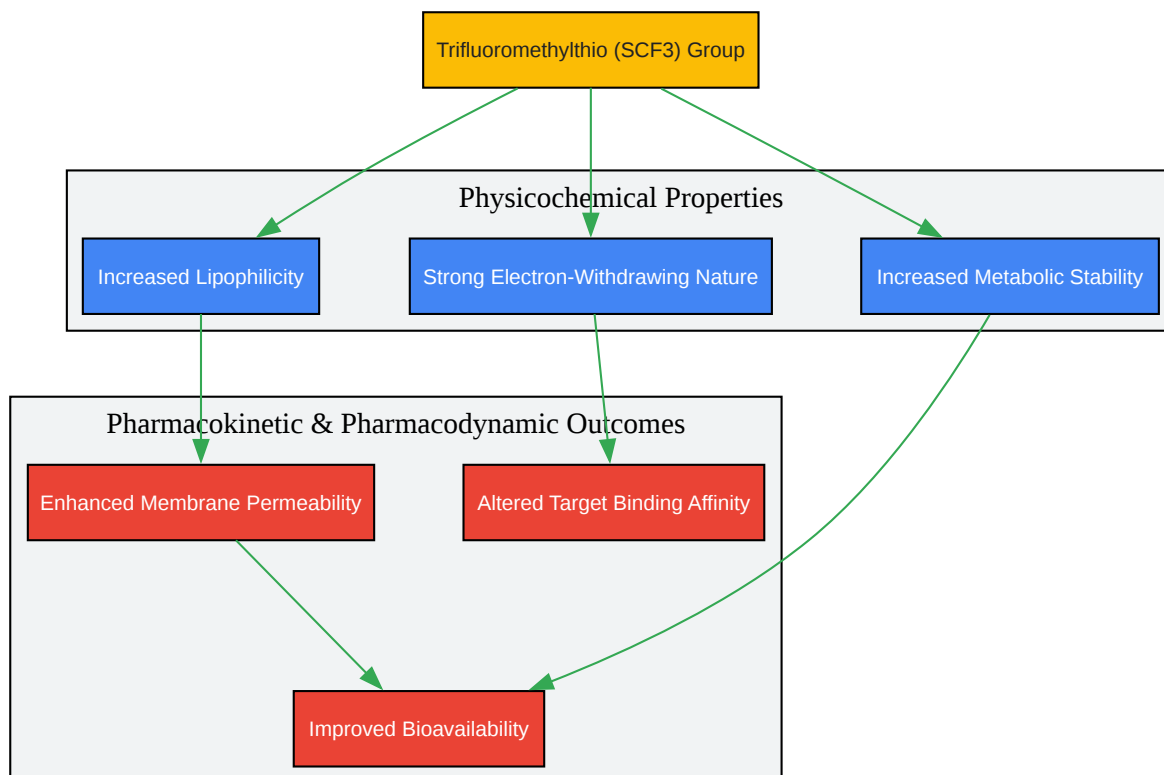 Trifluoromethylthio (SCF3) Group
Physicochemical Properties
Increased Lipophilicity
Strong Electron-Withdrawing Nature
Increased Metabolic Stability
Pharmacokinetic & Pharmacodynamic Outcomes
Enhanced Membrane Permeability
Altered Target Binding Affinity
Improved Bioavailability